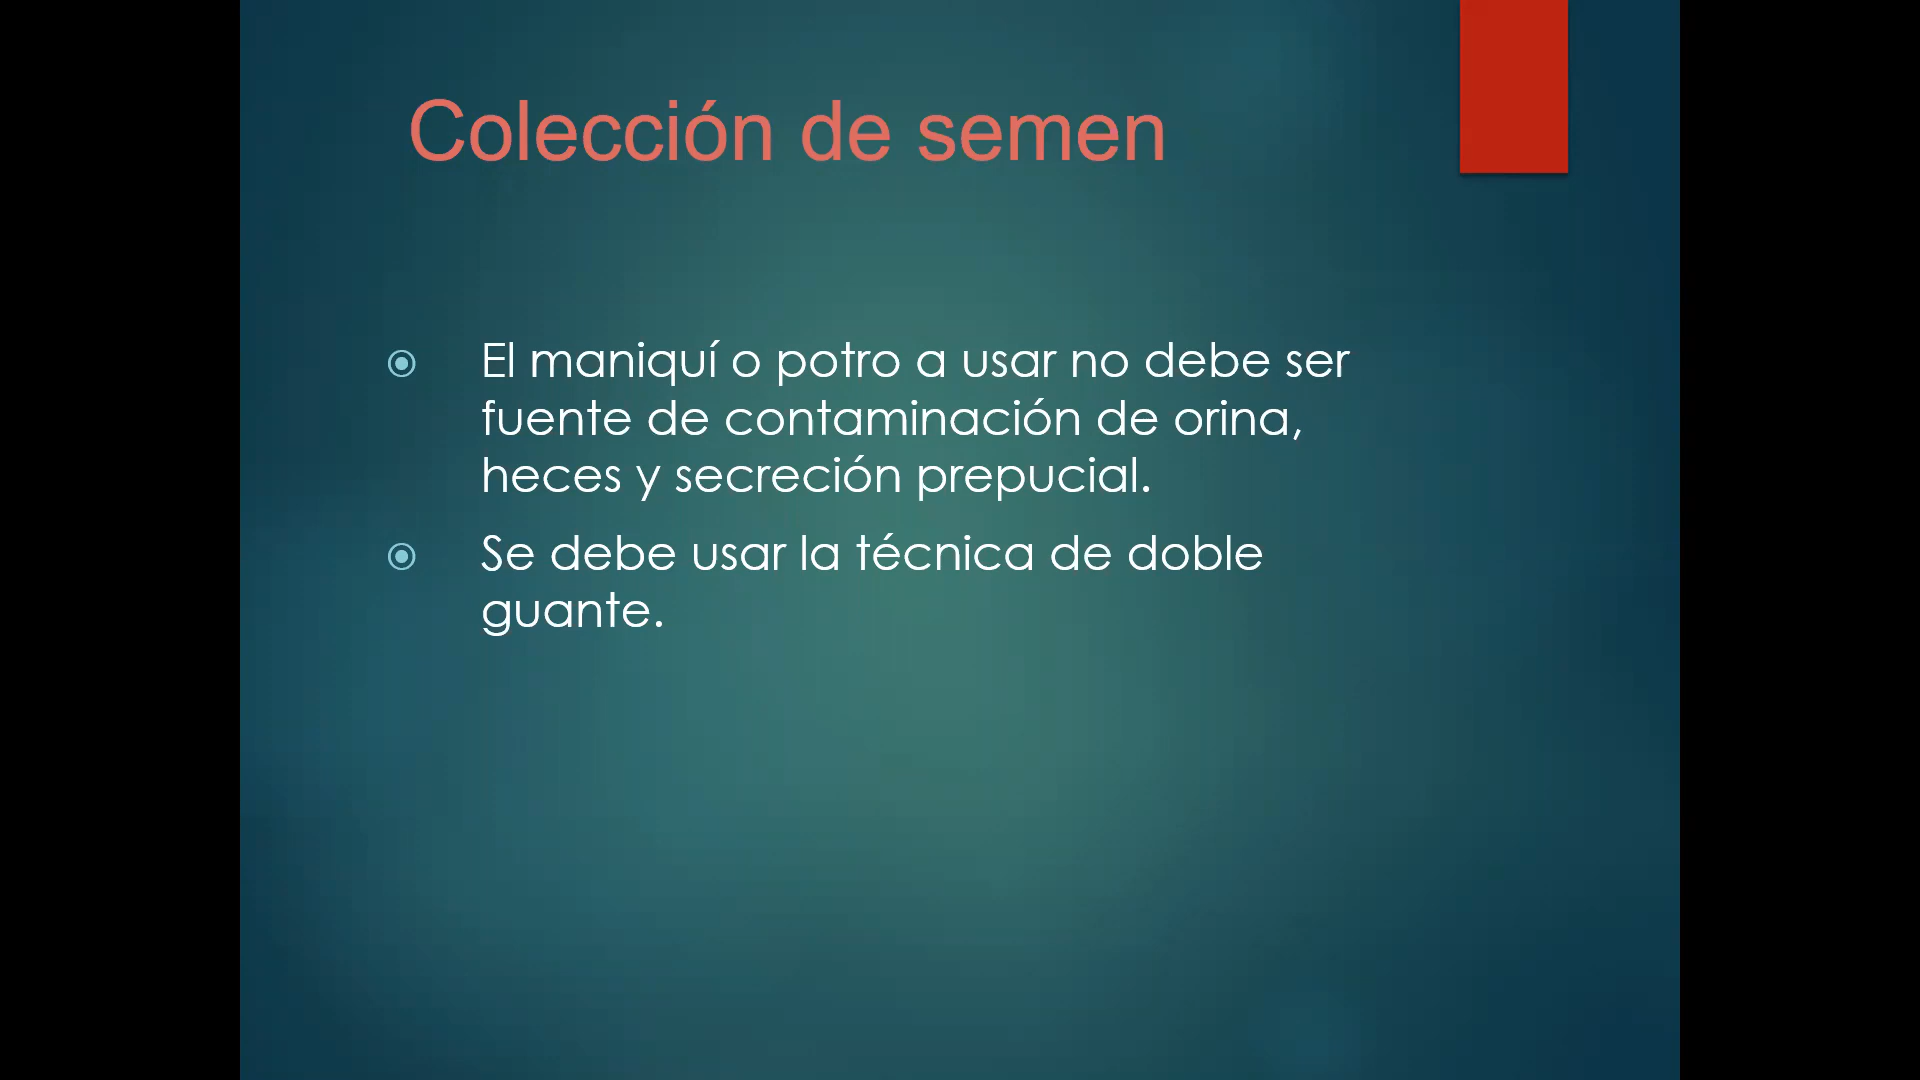 Colección de semen
El maniquí o potro a usar no debe ser
fuente de contaminación de orina,
heces y secreción prepucial.
Se debe usar la técnica de doble
guante.